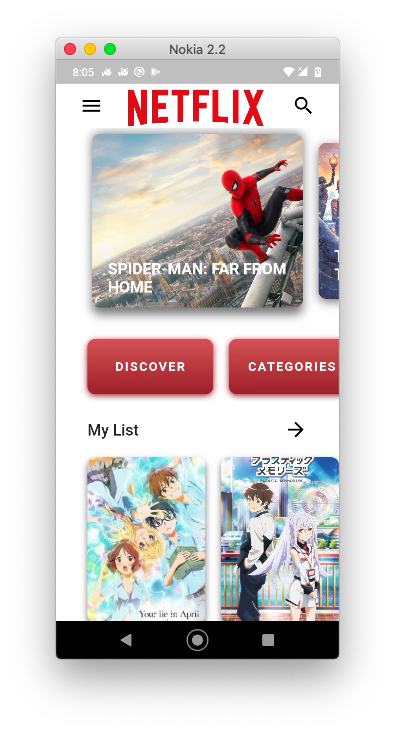 Nokia 2.2
8:05
NETFLIX
SPIDER-MAN: FAR FROM
HOME
DISCOVER
CATEGORIES
My List
プラスティック
メモリーズ
Your lie in April